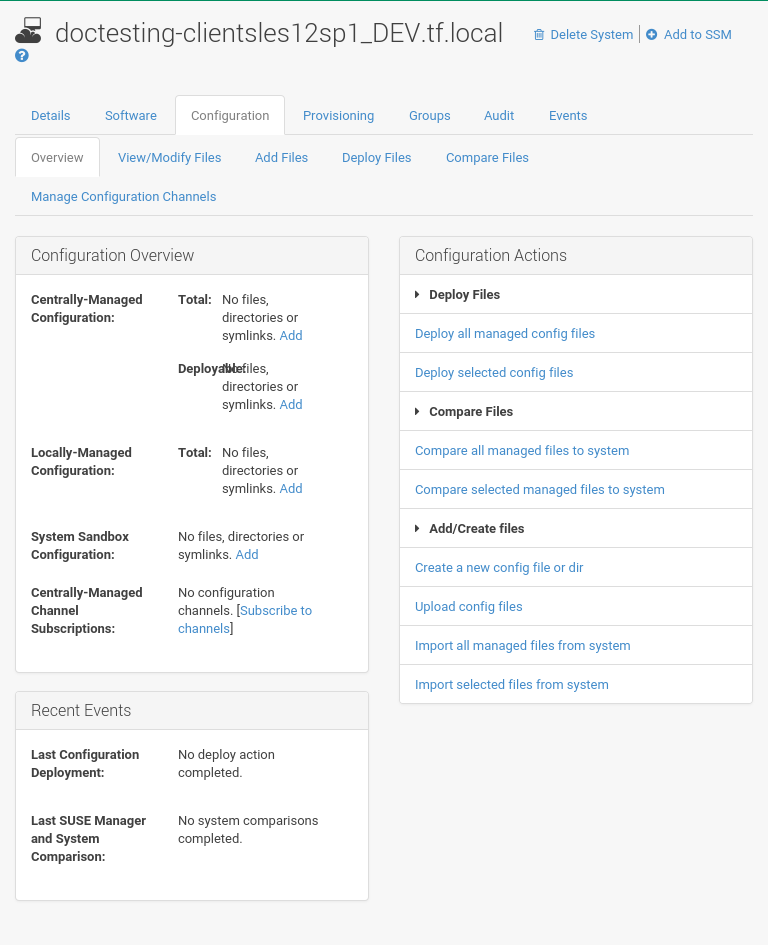 doctesting-clientsles12sp1_DEV.tf.local
Delete System
Add to SSM
Details
Software
Configuration
Provisioning
Groups
Audit
Events
Overview
View/Modify Files
Add Files
Deploy Files
Compare Files
Manage Configuration Channels
Configuration Overview
Centrally-Managed
Configuration:
Total:
No files,
directories or
symlinks. Add
Deployable:
No files,
directories or
symlinks. Add
Locally-Managed
Configuration:
Total:
No files,
directories or
symlinks. Add
System Sandbox
Configuration:
No files, directories or
symlinks. Add
Centrally-Managed
Channel
Subscriptions:
No configuration
channels. [Subscribe to
channels]
Recent Events
Last Configuration
Deployment:
No deploy action
completed.
Last SUSE Manager
and System
Comparison:
No system comparisons
completed.
Configuration Actions
Deploy Files
Deploy all managed config files
Deploy selected config files
Compare Files
Compare all managed files to system
Compare selected managed files to system
Add/Create files
Create a new config file or dir
Upload config files
Import all managed files from system
Import selected files from system